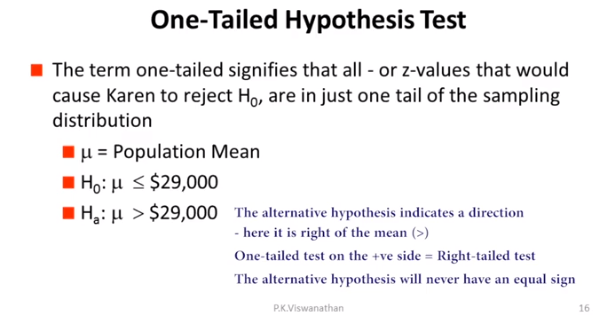 One-Tailed Hypothesis Test
The term one-tailed signifies that all - or z-values that would
cause Karen to reject H₀, are in just one tail of the sampling
distribution
μ = Population Mean
H₀: μ ≤ $29,000
Hₐ: μ > $29,000
The alternative hypothesis indicates a direction
- here it is right of the mean (>)
One-tailed test on the +ve side = Right-tailed test
The alternative hypothesis will never have an equal sign
P.K.Viswanathan
16